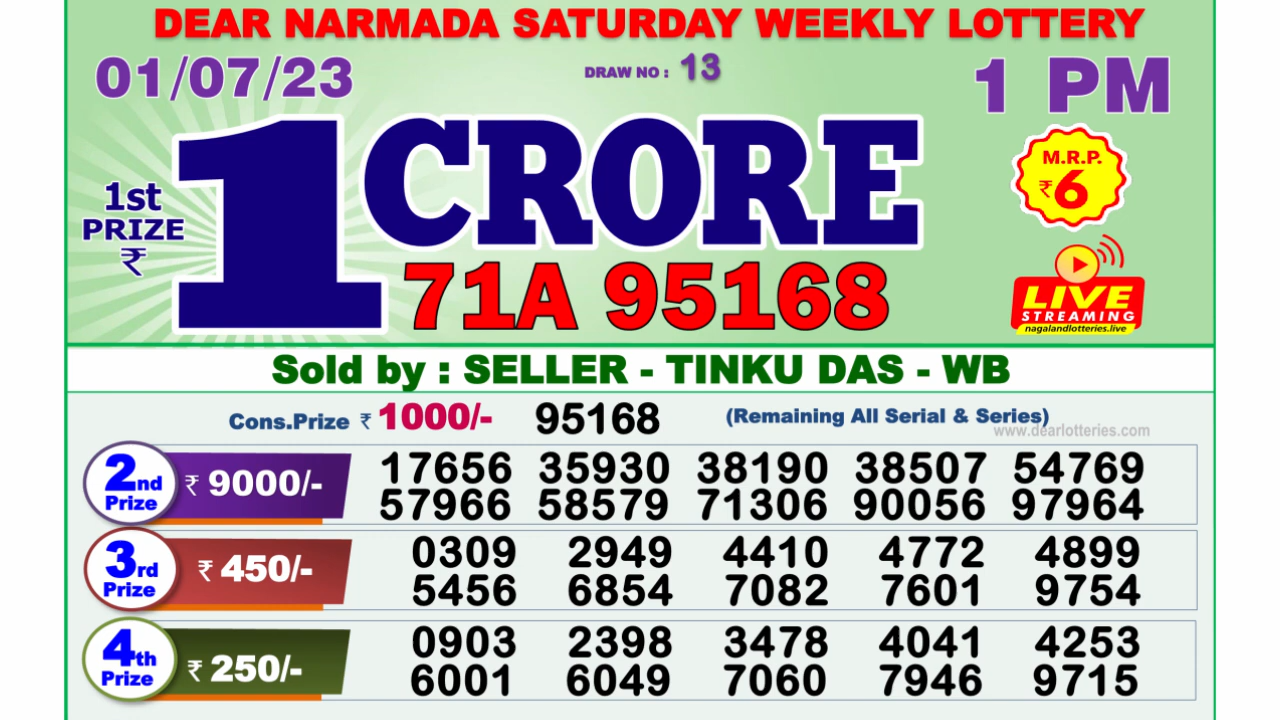 DEAR NARMADA SATURDAY WEEKLY LOTTERY
01/07/23 DRAW NO : 13 1 PM
1st PRIZE ₹ 1 CRORE
M.R.P. ₹6
71A 95168
LIVE
STREAMING
nagalandlotteries.live
Sold by : SELLER - TINKU DAS - WB
Cons.Prize ₹ 1000/- 95168 (Remaining All Serial & Series)
www.dearlotteries.com
2nd Prize ₹ 9000/-
17656 35930 38190 38507 54769
57966 58579 71306 90056 97964
3rd Prize ₹ 450/-
0309 2949 4410 4772 4899
5456 6854 7082 7601 9754
4th Prize ₹ 250/-
0903 2398 3478 4041 4253
6001 6049 7060 7946 9715